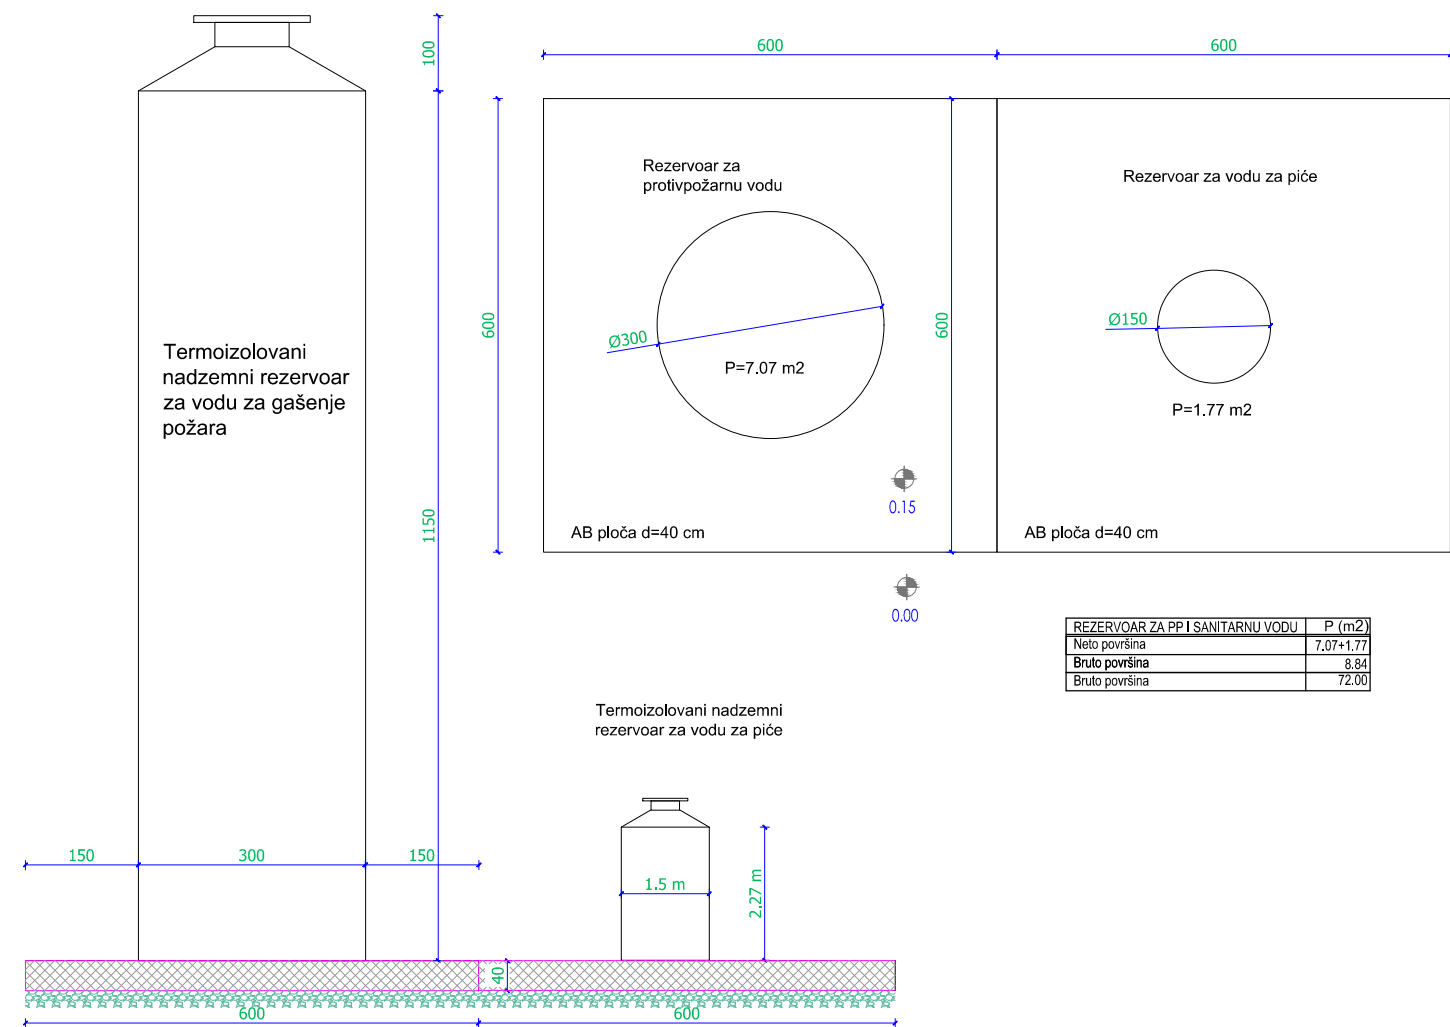 100
600
600
Rezervoar za
protivpožarnu vodu
Rezervoar za vodu za piće
600
600
Ø300
Ø150
P=7.07 m2
P=1.77 m2
Termoizolovani
nadzemni rezervoar
za vodu za gašenje
požara
1150
0.15
AB ploča d=40 cm
AB ploča d=40 cm
0.00
REZERVOAR ZA PP I SANITARNU VODU P (m2)
Neto površina 7.07+1.77
Bruto površina 8.84
Bruto površina 72.00
Termoizolovani nadzemni
rezervoar za vodu za piće
150
300
150
1.5 m
2.27 m
40
600
600